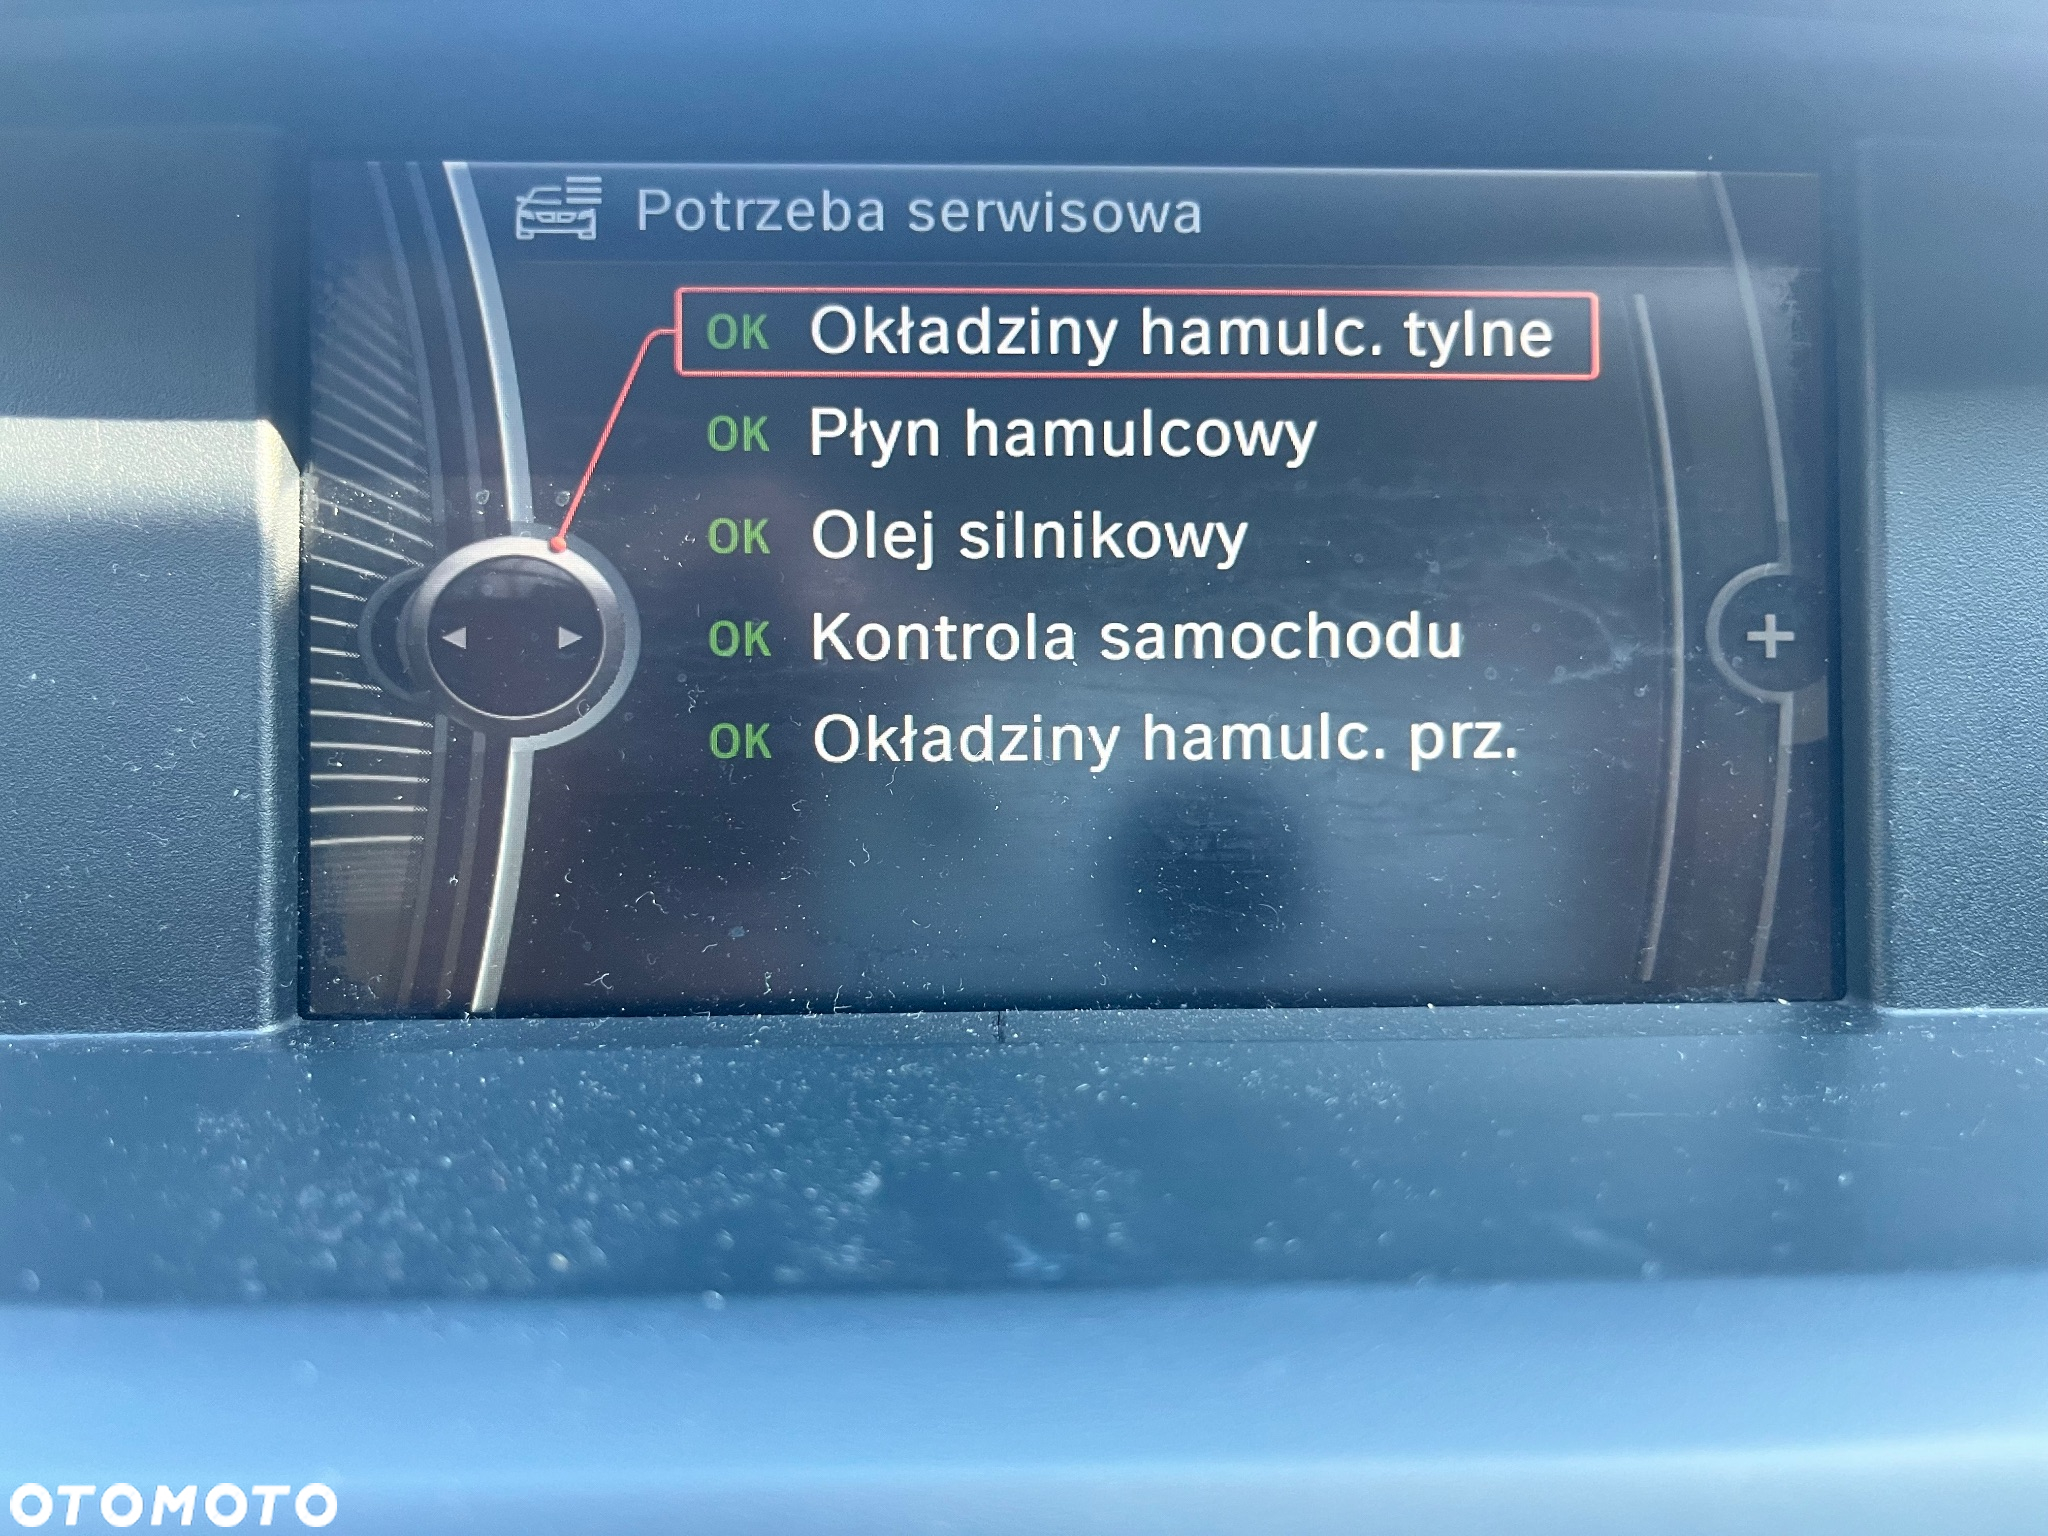 Potrzeba serwisowa
OK Okładziny hamulc. tylne
OK Płyn hamulcowy
OK Olej silnikowy
OK Kontrola samochodu
OK Okładziny hamulc. prz.
OTOMOTO